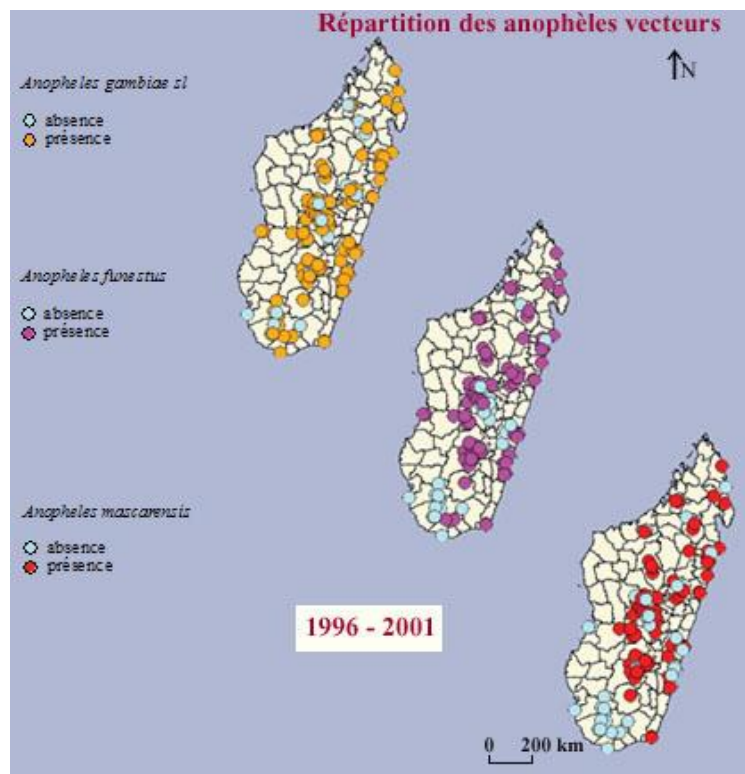 Répartition des anophèles vecteurs
N
Anopheles gambiae sl
absence
présence
Anopheles funestus
absence
présence
Anopheles mascarensis
absence
présence
1996 - 2001
0 200 km